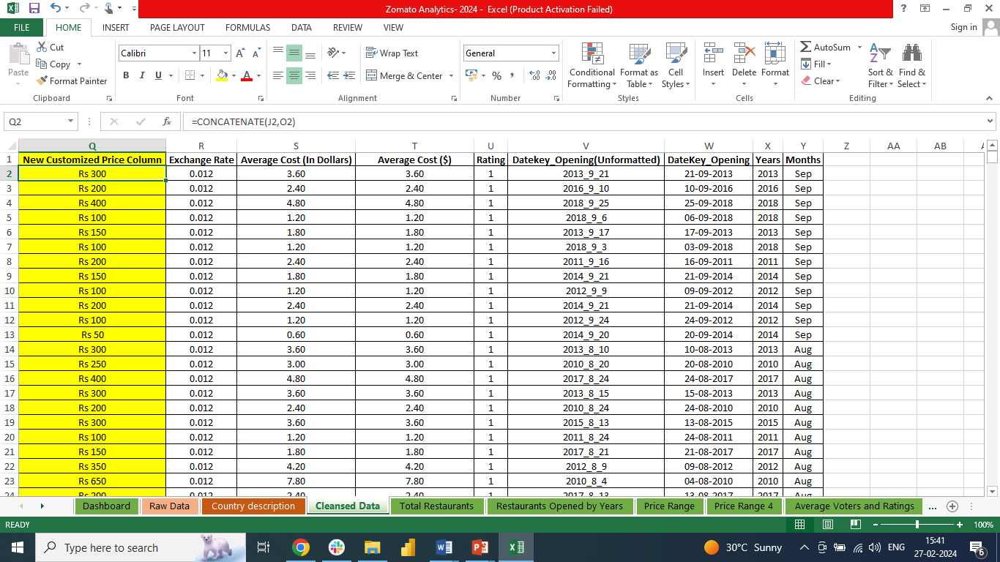 Zomato Analytics- 2024 - Excel (Product Activation Failed)
FILE HOME INSERT PAGE LAYOUT FORMULAS DATA REVIEW VIEW Sign in
Paste Cut Copy Format Painter Clipboard
Calibri 11 B I U Font
Wrap Text Merge & Center Alignment
General % , Number
Conditional Formatting Format as Table Cell Styles Styles
Insert Delete Format Cells
AutoSum Fill Clear Sort & Filter Find & Select Editing
Q2 fx =CONCATENATE(J2,O2)
Q R S T U V W X Y Z AA AB
1 New Customized Price Column Exchange Rate Average Cost (In Dollars) Average Cost ($) Rating Datekey_Opening(Unformatted) DateKey_Opening Years Months
2 Rs 300 0.012 3.60 3.60 1 2013_9_21 21-09-2013 2013 Sep
3 Rs 200 0.012 2.40 2.40 1 2016_9_10 10-09-2016 2016 Sep
4 Rs 400 0.012 4.80 4.80 1 2018_9_25 25-09-2018 2018 Sep
5 Rs 100 0.012 1.20 1.20 1 2018_9_6 06-09-2018 2018 Sep
6 Rs 150 0.012 1.80 1.80 1 2013_9_17 17-09-2013 2013 Sep
7 Rs 100 0.012 1.20 1.20 1 2018_9_3 03-09-2018 2018 Sep
8 Rs 200 0.012 2.40 2.40 1 2011_9_16 16-09-2011 2011 Sep
9 Rs 150 0.012 1.80 1.80 1 2014_9_21 21-09-2014 2014 Sep
10 Rs 100 0.012 1.20 1.20 1 2012_9_9 09-09-2012 2012 Sep
11 Rs 200 0.012 2.40 2.40 1 2014_9_21 21-09-2014 2014 Sep
12 Rs 100 0.012 1.20 1.20 1 2012_9_24 24-09-2012 2012 Sep
13 Rs 50 0.012 0.60 0.60 1 2014_9_20 20-09-2014 2014 Sep
14 Rs 300 0.012 3.60 3.60 1 2013_8_10 10-08-2013 2013 Aug
15 Rs 250 0.012 3.00 3.00 1 2010_8_20 20-08-2010 2010 Aug
16 Rs 400 0.012 4.80 4.80 1 2017_8_24 24-08-2017 2017 Aug
17 Rs 300 0.012 3.60 3.60 1 2013_8_15 15-08-2013 2013 Aug
18 Rs 200 0.012 2.40 2.40 1 2010_8_24 24-08-2010 2010 Aug
19 Rs 300 0.012 3.60 3.60 1 2015_8_13 13-08-2015 2015 Aug
20 Rs 100 0.012 1.20 1.20 1 2011_8_24 24-08-2011 2011 Aug
21 Rs 150 0.012 1.80 1.80 1 2017_8_21 21-08-2017 2017 Aug
22 Rs 350 0.012 4.20 4.20 1 2012_8_9 09-08-2012 2012 Aug
23 Rs 650 0.012 7.80 7.80 1 2010_8_4 04-08-2010 2010 Aug
24 Rs 200 0.012 2.40 2.40 1 2017_8_13 13-08-2017 2017 Aug
Dashboard Raw Data Country description Cleansed Data Total Restaurants Restaurants Opened by Years Price Range Price Range 4 Average Voters and Ratings ...
READY 100%
Type here to search 30°C Sunny ENG 15:41
27-02-2024 6